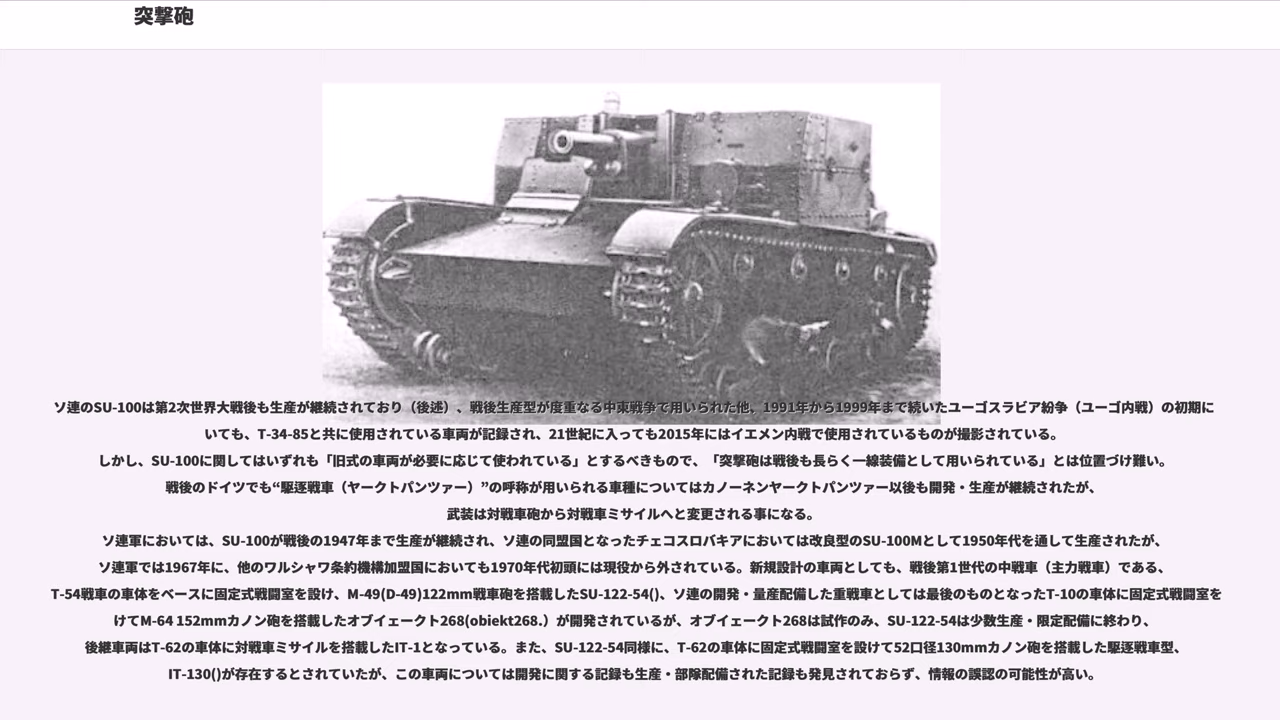 突撃砲
ソ連のSU-100は第2次世界大戦後も生産が継続されており（後述）、戦後生産型が度重なる中東戦争で用いられた他、1991年から1999年まで続いたユーゴスラビア紛争（ユーゴ内戦）の初期に
いても、T-34-85と共に使用されている車両が記録され、21世紀に入っても2015年にはイエメン内戦で使用されているものが撮影されている。
しかし、SU-100に関してはいずれも「旧式の車両が必要に応じて使われている」とするべきもので、「突撃砲は戦後も長らく一線装備として用いられている」とは位置づけ難い。
戦後のドイツでも“駆逐戦車（ヤークトパンツァー）”の呼称が用いられる車種についてはカノーネンヤークトパンツァー以後も開発・生産が継続されたが、
武装は対戦車砲から対戦車ミサイルへと変更される事になる。
ソ連軍においては、SU-100が戦後の1947年まで生産が継続され、ソ連の同盟国となったチェコスロバキアにおいては改良型のSU-100Mとして1950年代を通して生産されたが、
ソ連軍では1967年に、他のワルシャワ条約機構加盟国においても1970年代初頭には現役から外されている。新規設計の車両としても、戦後第1世代の中戦車（主力戦車）である、
T-54戦車の車体をベースに固定式戦闘室を設け、M-49(D-49)122mm戦車砲を搭載したSU-122-54()、ソ連の開発・量産配備した重戦車としては最後のものとなったT-10の車体に固定式戦闘室を
けてM-64 152mmカノン砲を搭載したオブイェークト268(obiekt268.）が開発されているが、オブイェークト268は試作のみ、SU-122-54は少数生産・限定配備に終わり、
後継車両はT-62の車体に対戦車ミサイルを搭載したIT-1となっている。また、SU-122-54同様に、T-62の車体に固定式戦闘室を設けて52口径130mmカノン砲を搭載した駆逐戦車型、
IT-130()が存在するとされていたが、この車両については開発に関する記録も生産・部隊配備された記録も発見されておらず、情報の誤認の可能性が高い。